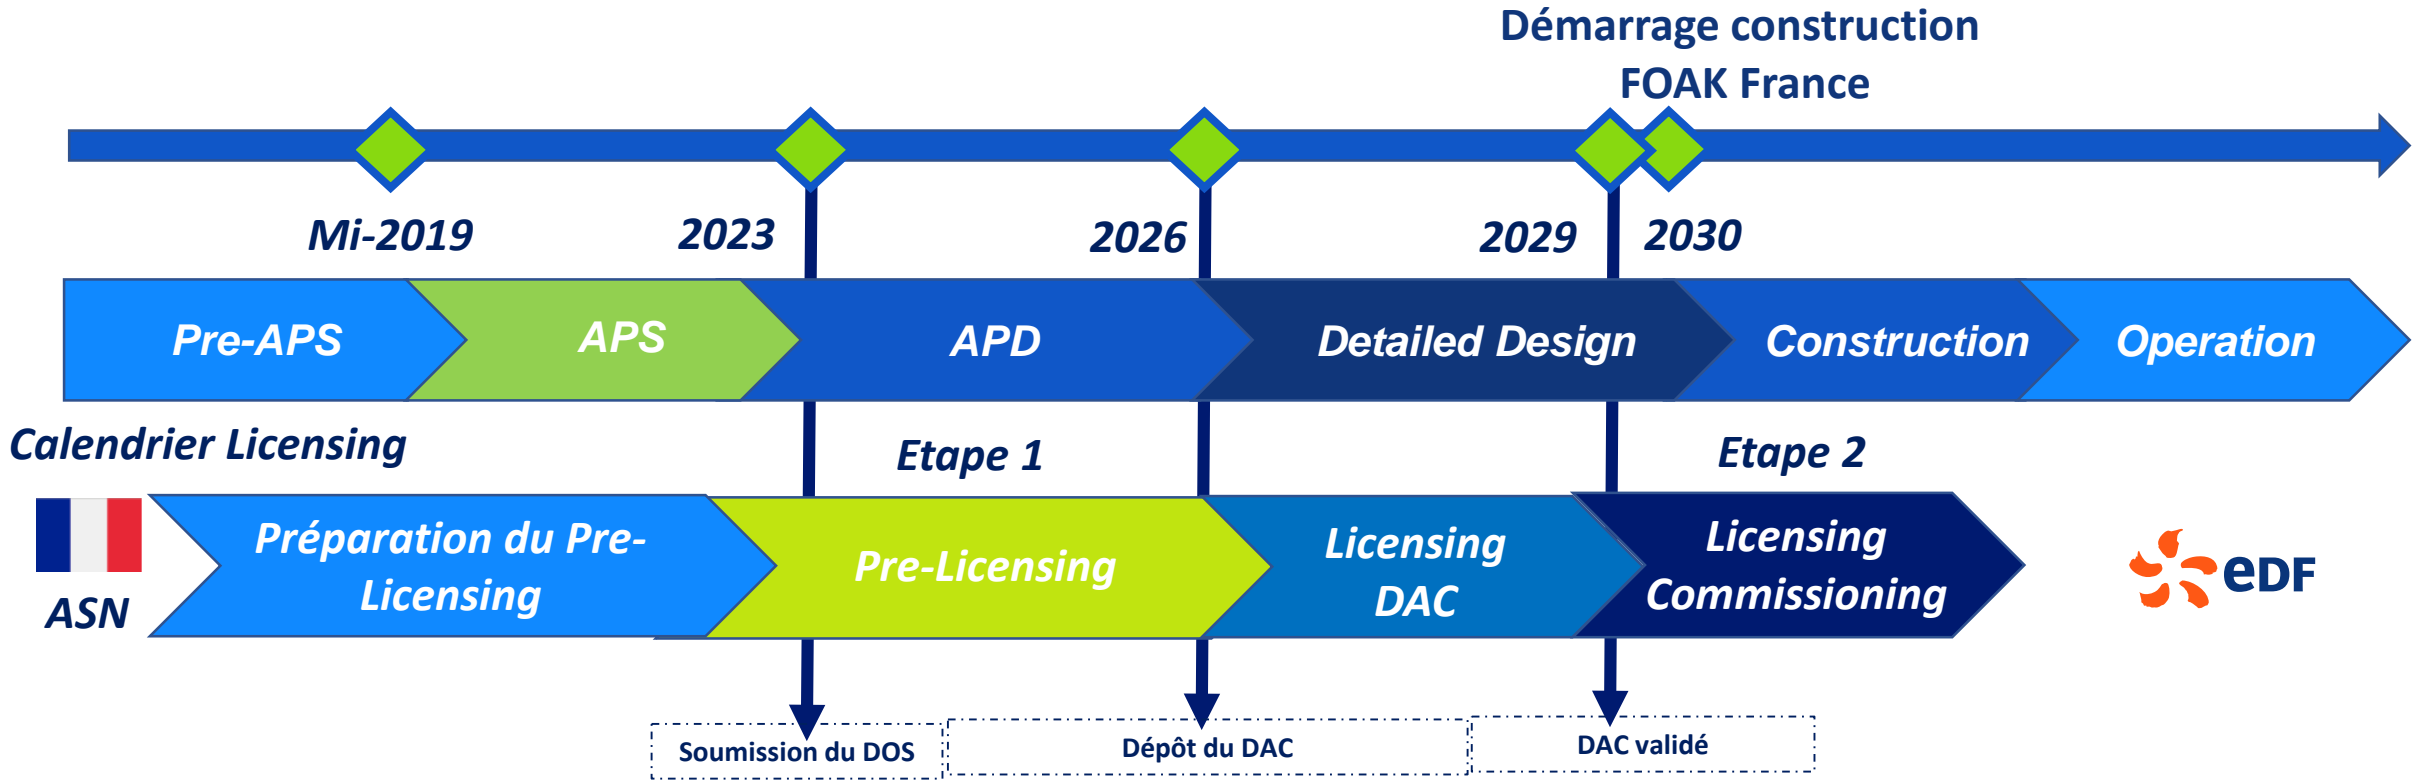 Démarrage construction
FOAK France
Mi-2019
2023
2026
2029
2030
Pre-APS
APS
APD
Detailed Design
Construction
Operation
Calendrier Licensing
Etape 1
Etape 2
ASN
Préparation du Pre-
Licensing
Pre-Licensing
Licensing
DAC
Licensing
Commissioning
eDF
Soumission du DOS
Dépôt du DAC
DAC validé